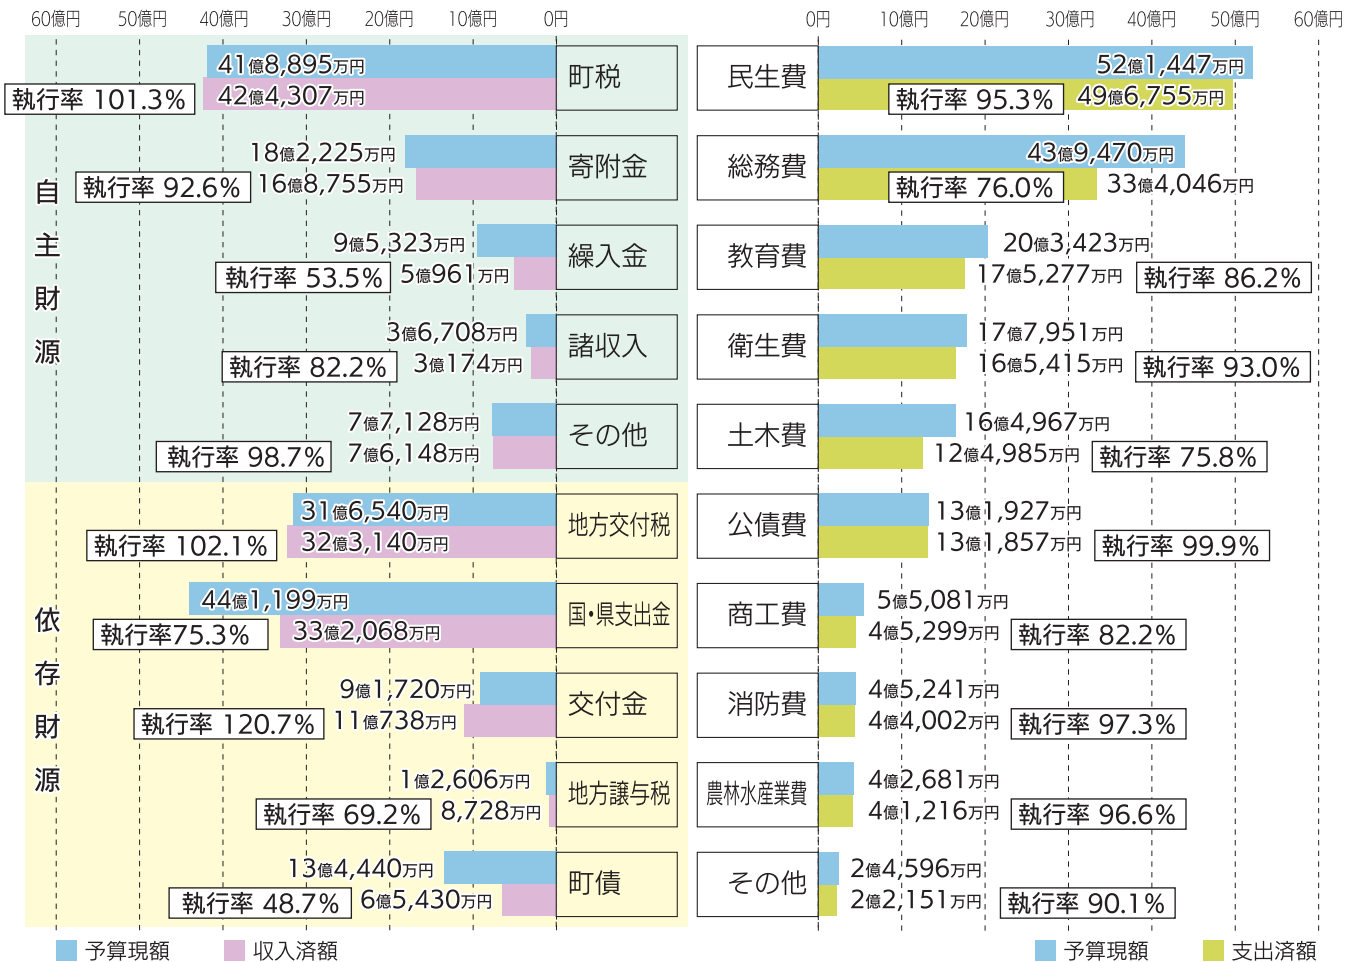 60億円 50億円 40億円 30億円 20億円 10億円 0円
自主財源
41億8,895万円
42億4,307万円
執行率 101.3%
町税
18億2,225万円
16億8,755万円
執行率 92.6%
寄附金
9億5,323万円
5億961万円
執行率 53.5%
繰入金
3億6,708万円
3億174万円
執行率 82.2%
諸収入
7億7,128万円
7億6,148万円
執行率 98.7%
その他
依存財源
31億6,540万円
32億3,140万円
執行率 102.1%
地方交付税
44億1,199万円
33億2,068万円
執行率75.3%
国・県支出金
9億1,720万円
11億738万円
執行率 120.7%
交付金
1億2,606万円
8,728万円
執行率 69.2%
地方譲与税
13億4,440万円
6億5,430万円
執行率 48.7%
町債
予算現額 収入済額
0円 10億円 20億円 30億円 40億円 50億円 60億円
民生費
52億1,447万円
49億6,755万円
執行率 95.3%
総務費
43億9,470万円
33億4,046万円
執行率 76.0%
教育費
20億3,423万円
17億5,277万円
執行率 86.2%
衛生費
17億7,951万円
16億5,415万円
執行率 93.0%
土木費
16億4,967万円
12億4,985万円
執行率 75.8%
公債費
13億1,927万円
13億1,857万円
執行率 99.9%
商工費
5億5,081万円
4億5,299万円
執行率 82.2%
消防費
4億5,241万円
4億4,002万円
執行率 97.3%
農林水産業費
4億2,681万円
4億1,216万円
執行率 96.6%
その他
2億4,596万円
2億2,151万円
執行率 90.1%
予算現額 支出済額